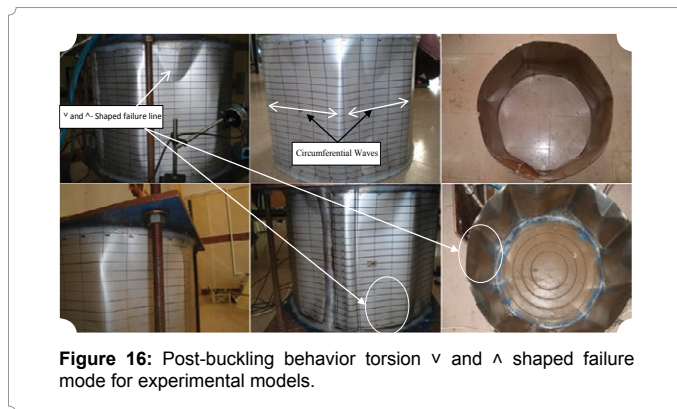 ˅ and ˄- Shaped failure line
Circumferential Waves
Figure 16: Post-buckling behavior torsion ˅ and ˄ shaped failure
mode for experimental models.